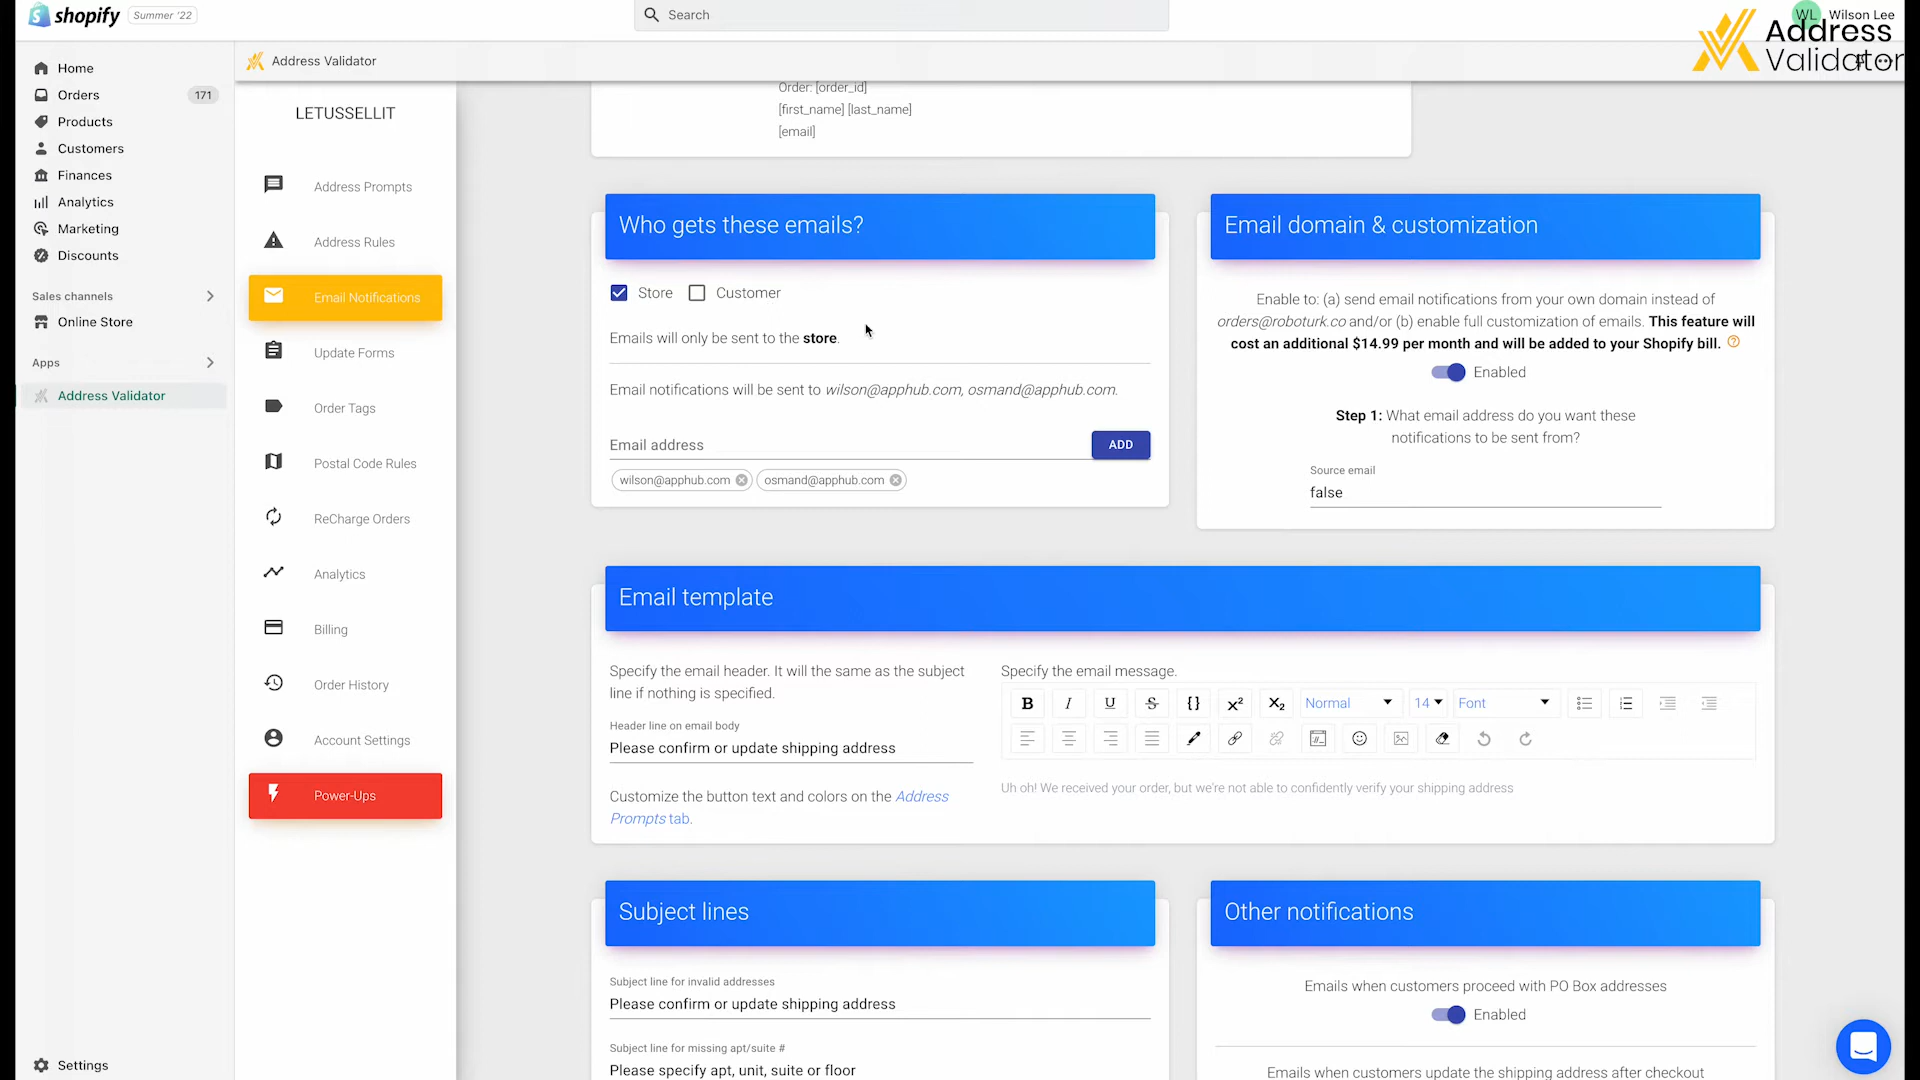 shopify
Summer '22
Search
WL
Wilson Lee
Address
Validator
Home
Orders
171
Products
Customers
Finances
Analytics
Marketing
Discounts
Sales channels
Online Store
Apps
Address Validator
Settings
Address Validator
LETUSSELLIT
Address Prompts
Address Rules
Email Notifications
Update Forms
Order Tags
Postal Code Rules
ReCharge Orders
Analytics
Billing
Order History
Account Settings
Power-Ups
Order: [order_id]
[first_name] [last_name]
[email]
Who gets these emails?
Store
Customer
Emails will only be sent to the store.
Email notifications will be sent to wilson@apphub.com, osmand@apphub.com.
Email address
ADD
wilson@apphub.com
osmand@apphub.com
Email domain & customization
Enable to: (a) send email notifications from your own domain instead of
orders@roboturk.co and/or (b) enable full customization of emails. This feature will
cost an additional $14.99 per month and will be added to your Shopify bill.
Enabled
Step 1: What email address do you want these
notifications to be sent from?
Source email
false
Email template
Specify the email header. It will the same as the subject
line if nothing is specified.
Header line on email body
Please confirm or update shipping address
Customize the button text and colors on the Address
Prompts tab.
Specify the email message.
B I U S {} x² X₂ Normal 14 Font
Uh oh! We received your order, but we're not able to confidently verify your shipping address
Subject lines
Subject line for invalid addresses
Please confirm or update shipping address
Subject line for missing apt/suite #
Please specify apt, unit, suite or floor
Other notifications
Emails when customers proceed with PO Box addresses
Enabled
Emails when customers update the shipping address after checkout